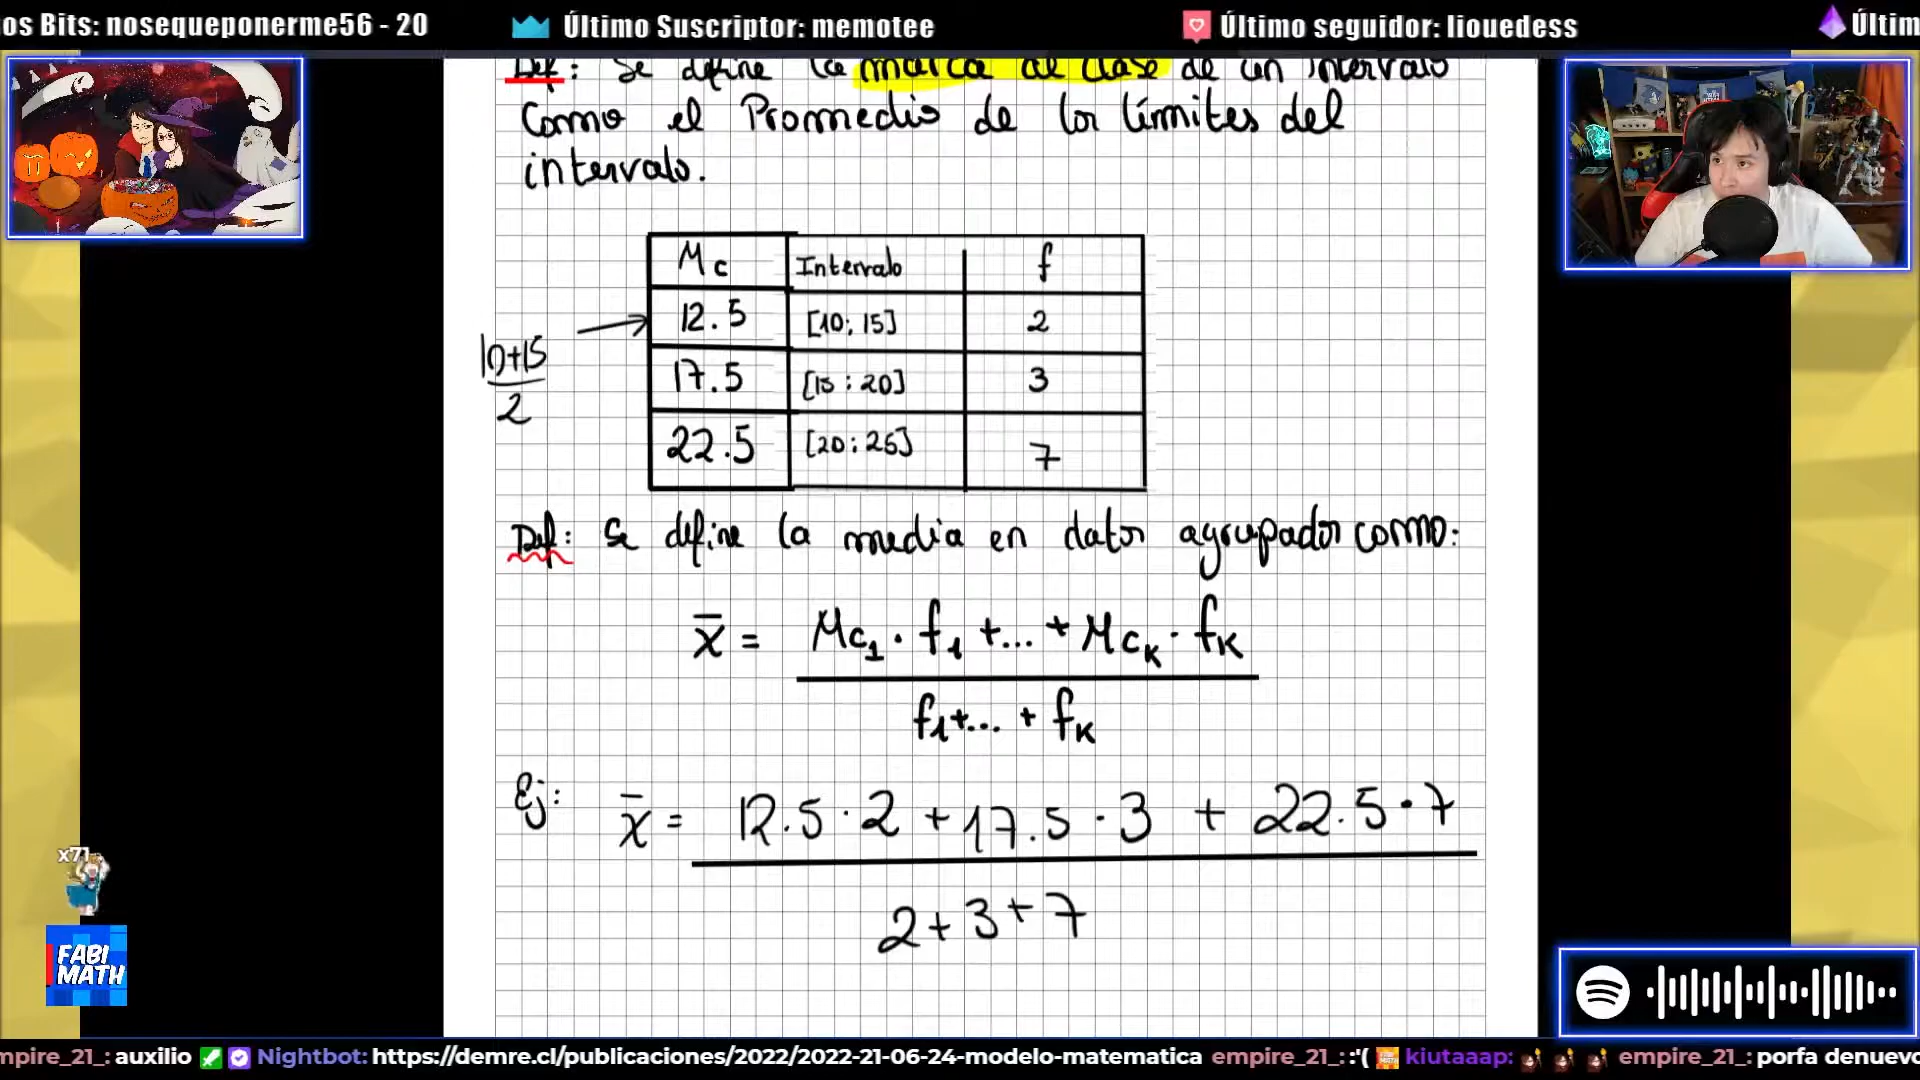 os Bits: nosequeponerme56 - 20
Último Suscriptor: memotee
Último seguidor: liouedess
Últim
Def: Se define la marca de clase de un intervalo
Como el Promedio de los límites del
intervalo.
Mc Intervalo f
12.5 [10; 15] 2
10+15
2
17.5 [15 : 20] 3
22.5 [20 : 25] 7
Def: Se define la media en datos agrupados como:
x̄ = Mc₁ · f₁ +... + Mcₖ · fₖ
f₁+... + fₖ
Ej: x̄ = 12.5 · 2 + 17.5 · 3 + 22.5 · 7
2 + 3 + 7
x71
FABI
MATH
mpire_21_: auxilio Nightbot: https://demre.cl/publicaciones/2022/2022-21-06-24-modelo-matematica empire_21_: :'( kiutaaap: empire_21_: porfa denuevo